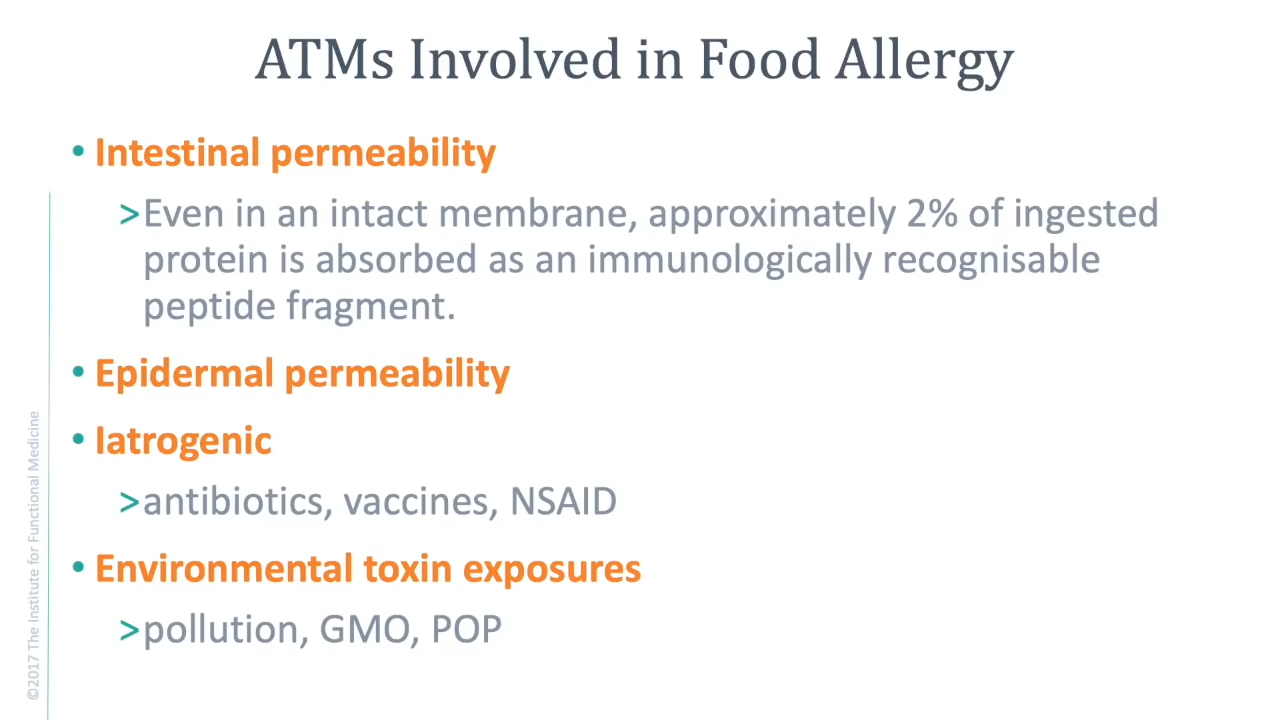 ATMs Involved in Food Allergy
• Intestinal permeability
>Even in an intact membrane, approximately 2% of ingested
protein is absorbed as an immunologically recognisable
peptide fragment.
• Epidermal permeability
• Iatrogenic
>antibiotics, vaccines, NSAID
• Environmental toxin exposures
>pollution, GMO, POP
©2017 The Institute for Functional Medicine